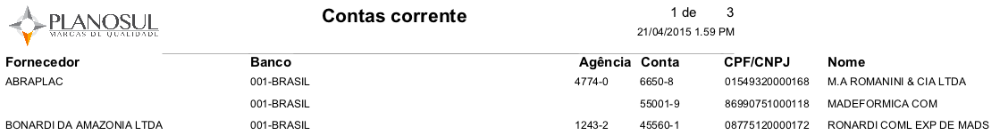 PLANOSUL
MARCAS DE QUALIDADE
Contas corrente
1 de 3
21/04/2015 1.59 PM
Fornecedor Banco Agência Conta CPF/CNPJ Nome
ABRAPLAC 001-BRASIL 4774-0 6650-8 01549320000168 M.A ROMANINI & CIA LTDA
001-BRASIL 55001-9 86990751000118 MADEFORMICA COM
BONARDI DA AMAZONIA LTDA 001-BRASIL 1243-2 45560-1 08775120000172 RONARDI COML EXP DE MADS